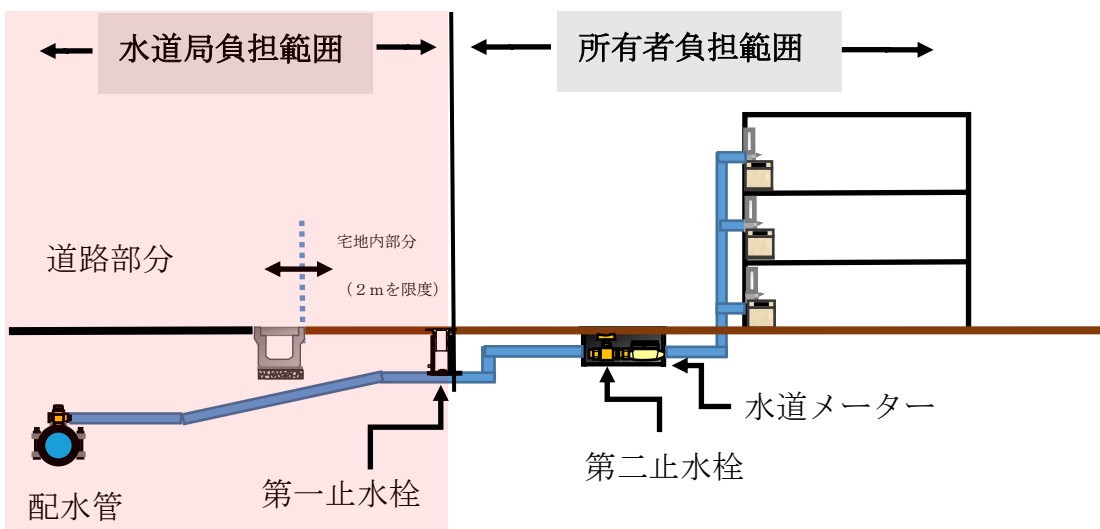 水道局負担範囲
所有者負担範囲
道路部分
宅地内部分
（２ｍを限度）
水道メーター
第二止水栓
第一止水栓
配水管